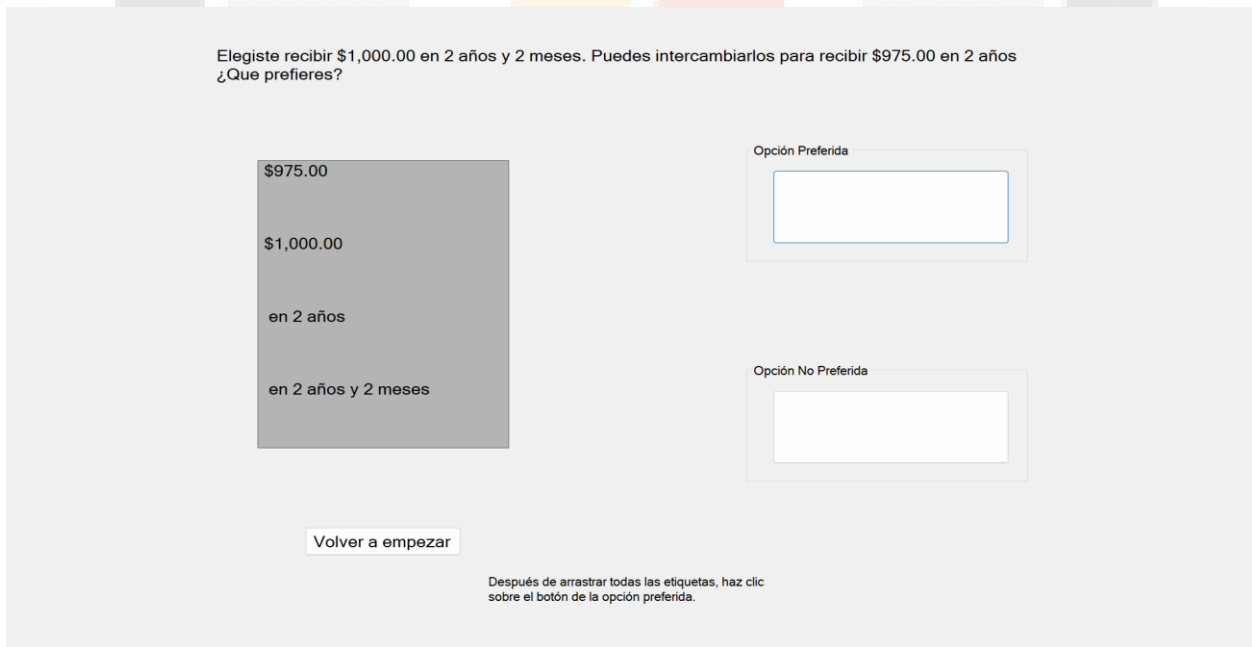 Elegiste recibir $1,000.00 en 2 años y 2 meses. Puedes intercambiarlos para recibir $975.00 en 2 años
¿Que prefieres?
$975.00
$1,000.00
en 2 años
en 2 años y 2 meses
Opción Preferida
Opción No Preferida
Volver a empezar
Después de arrastrar todas las etiquetas, haz clic
sobre el botón de la opción preferida.